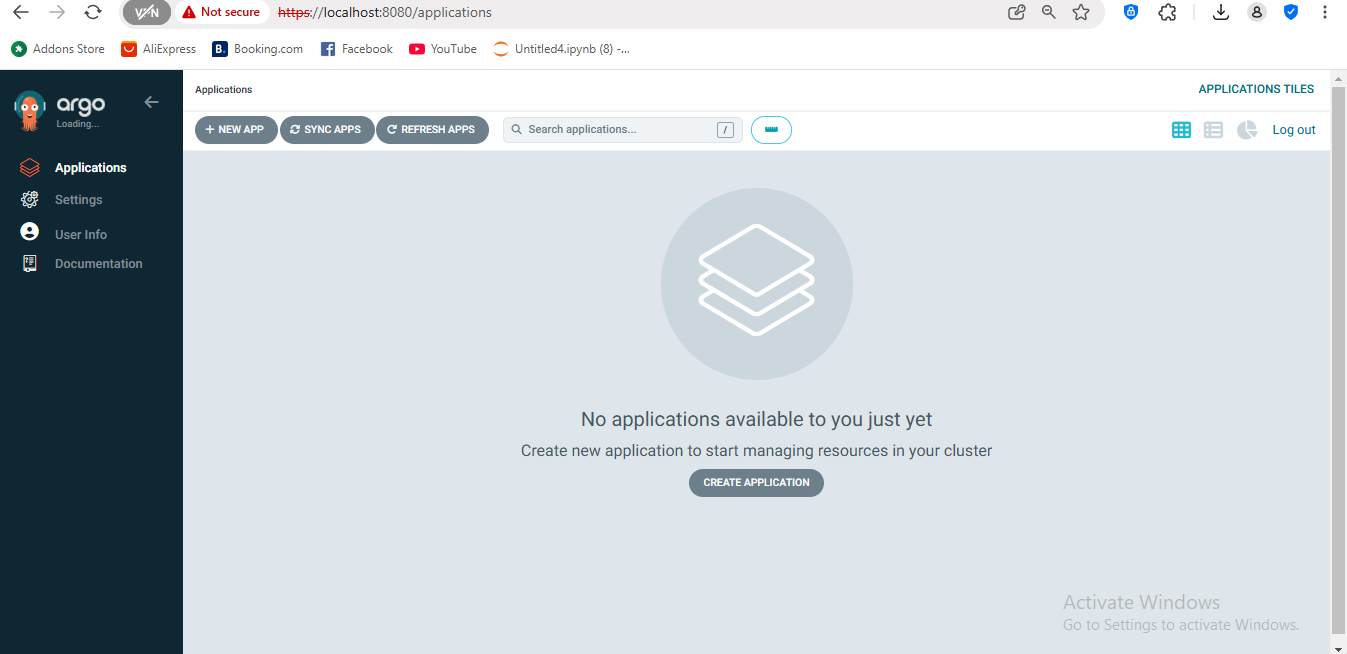 VPN
Not secure
https://localhost:8080/applications
Addons Store
AliExpress
B.
Booking.com
Facebook
YouTube
Untitled4.ipynb (8) -...
argo
Loading...
Applications
APPLICATIONS TILES
NEW APP
SYNC APPS
REFRESH APPS
Search applications...
/
Log out
Applications
Settings
User Info
Documentation
No applications available to you just yet
Create new application to start managing resources in your cluster
CREATE APPLICATION
Activate Windows
Go to Settings to activate Windows.